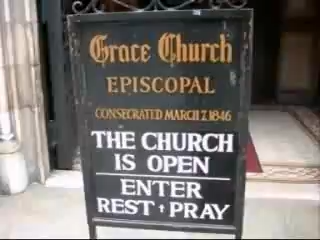 Grace Church
EPISCOPAL
CONSECRATED MARCH 7, 1846
THE CHURCH
IS OPEN
ENTER
REST † PRAY